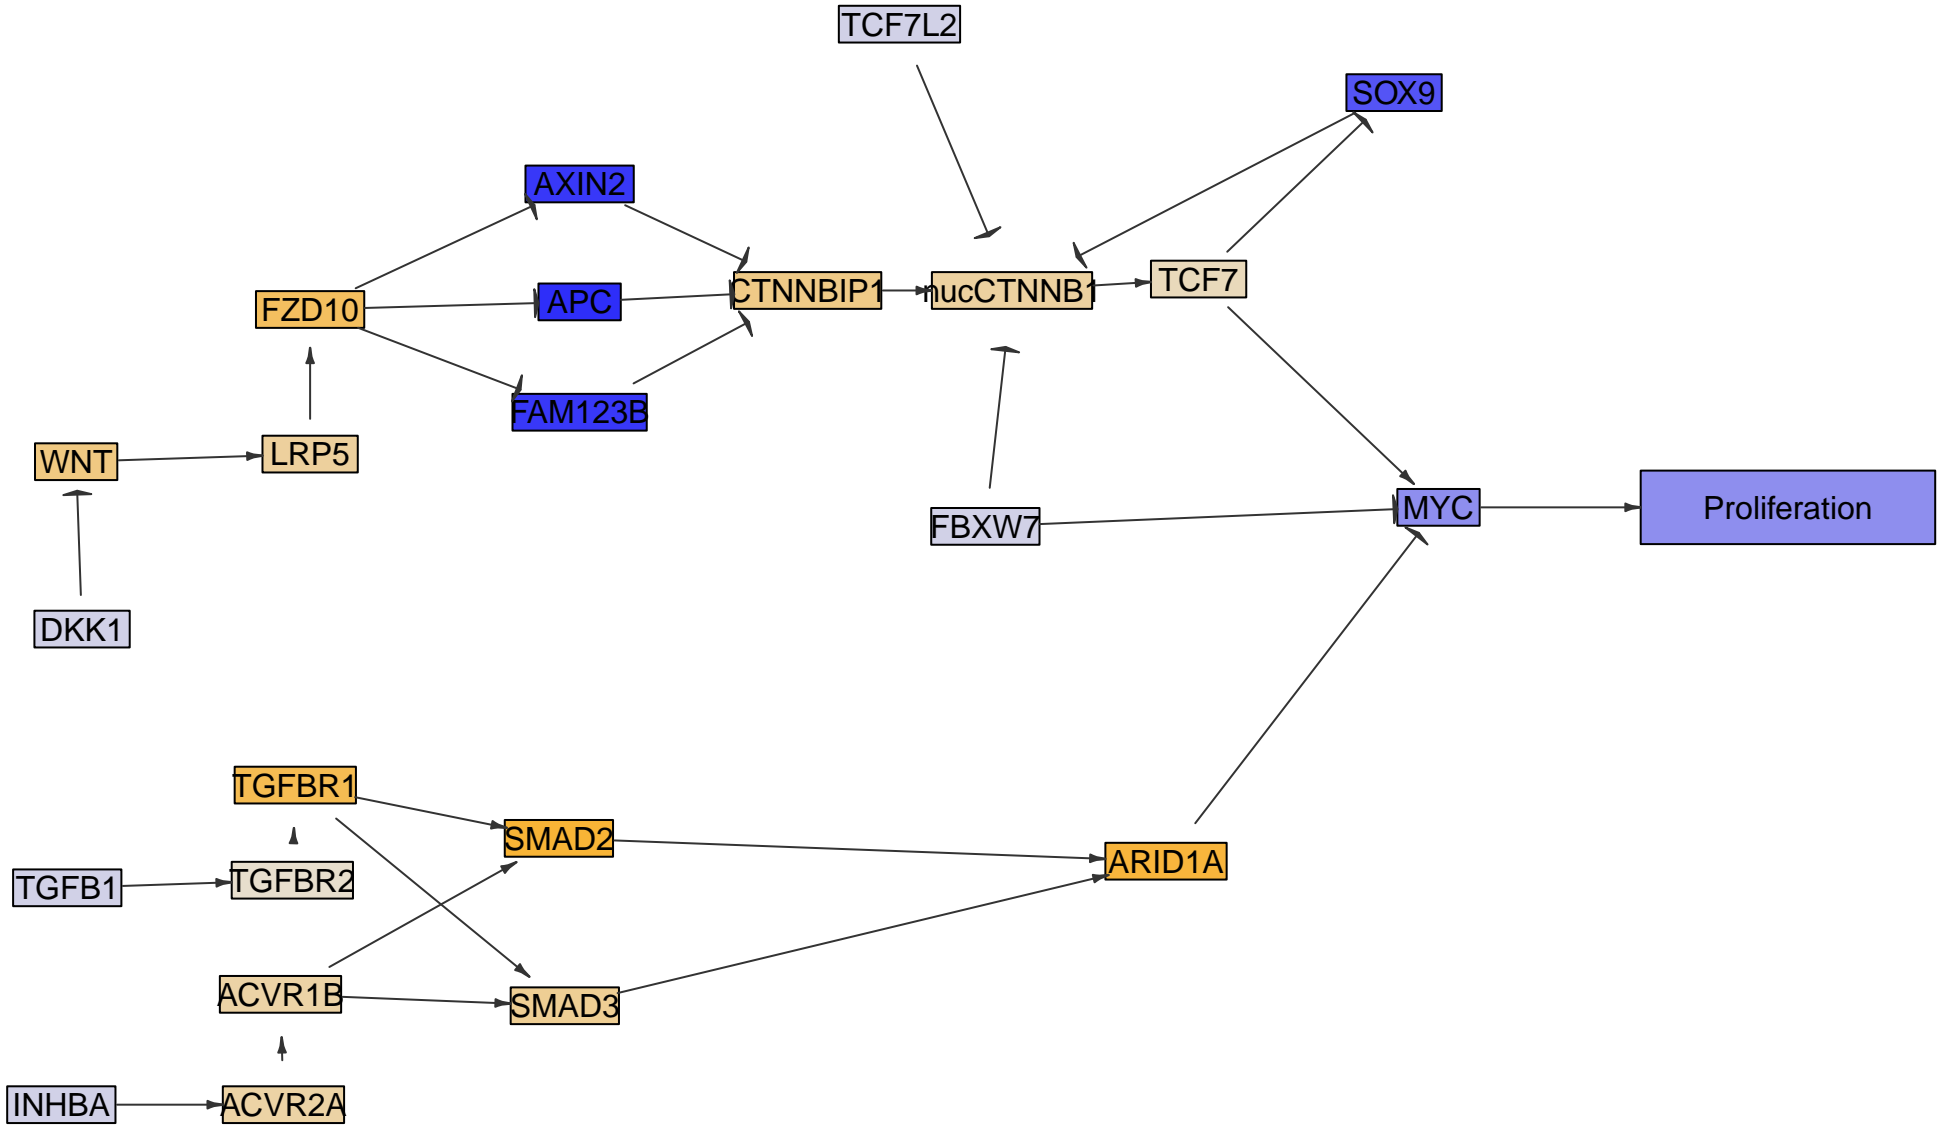 TCF7L2
SOX9
AXIN2
TCF7
CTNNBIP1
nucCTNNB1
APC
FZD10
FAM123B
LRP5
WNT
MYC
Proliferation
FBXW7
DKK1
TGFBR1
SMAD2
ARID1A
TGFBR2
TGFB1
ACVR1B
SMAD3
INHBA
ACVR2A